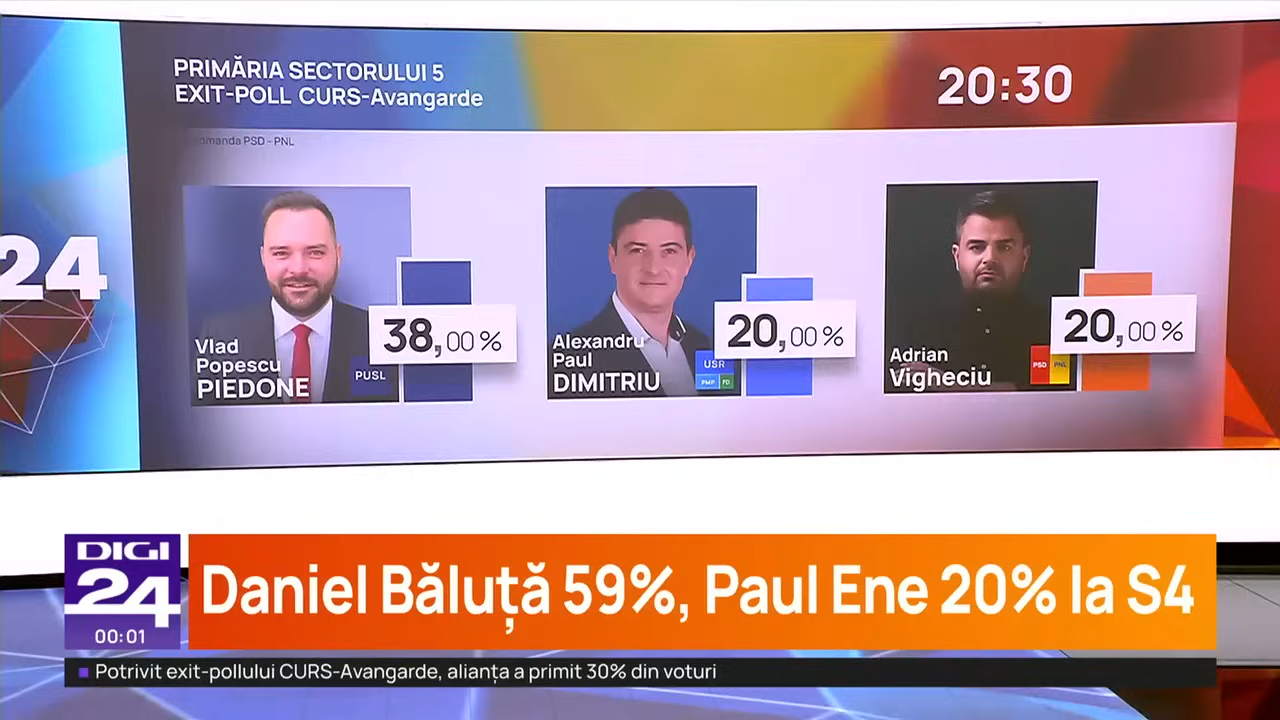 PRIMĂRIA SECTORULUI 5
EXIT-POLL CURS-Avangarde
20:30
PSD - PNL
24
Vlad
Popescu
PIEDONE
PUSL
38,00%
Alexandru
Paul
DIMITRIU
USR
PMP FD
20,00%
Adrian
Vigheciu
PSD PNL
20,00%
DIGI
24
00:01
Daniel Băluță 59%, Paul Ene 20% la S4
Potrivit exit-pollului CURS-Avangarde, alianța a primit 30% din voturi